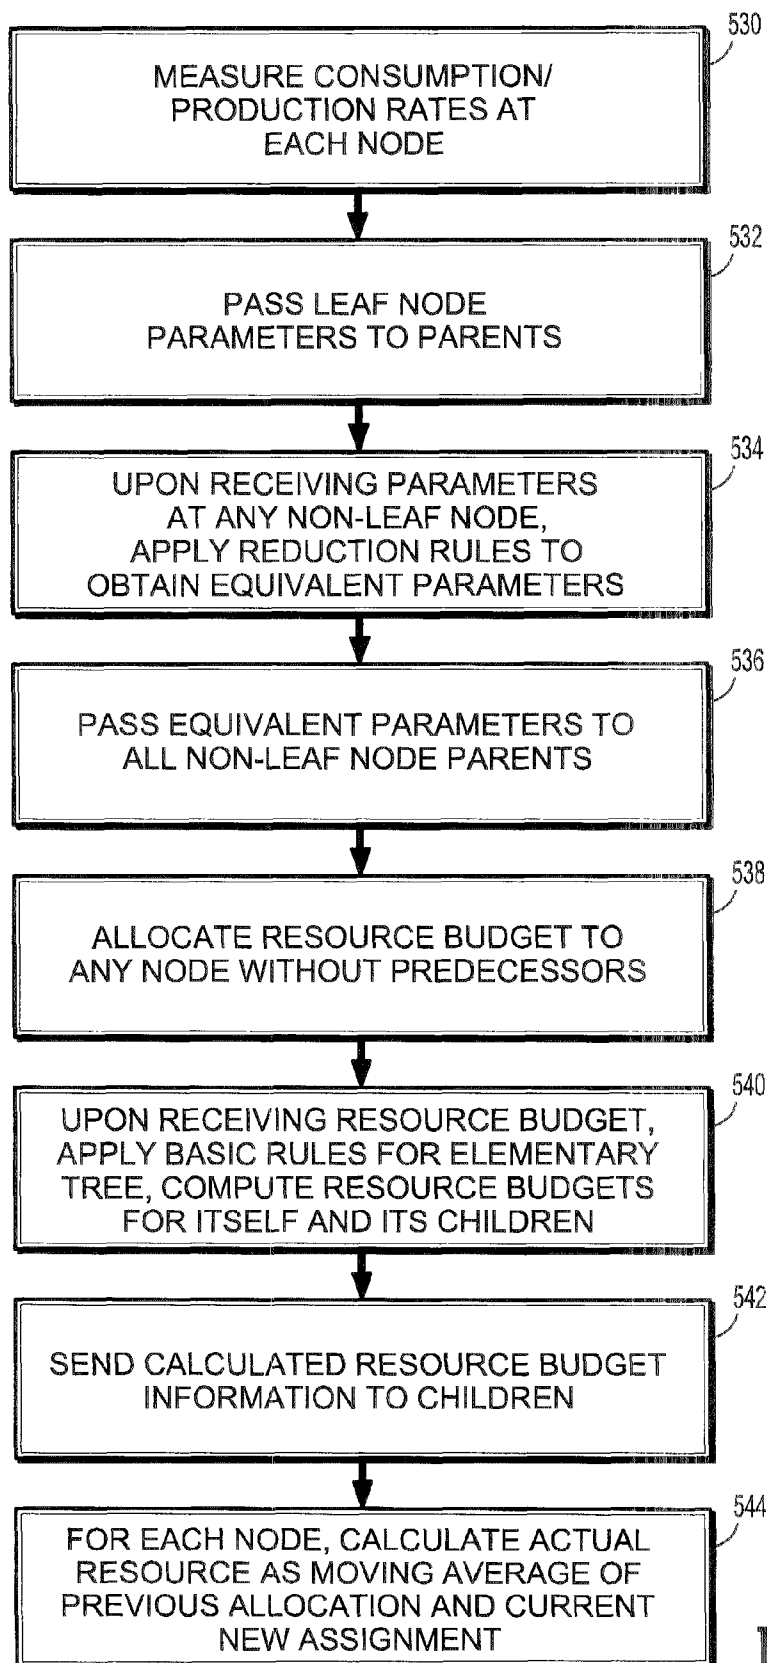 530
MEASURE CONSUMPTION/
PRODUCTION RATES AT
EACH NODE
532
PASS LEAF NODE
PARAMETERS TO PARENTS
534
UPON RECEIVING PARAMETERS
AT ANY NON-LEAF NODE,
APPLY REDUCTION RULES TO
OBTAIN EQUIVALENT PARAMETERS
536
PASS EQUIVALENT PARAMETERS TO
ALL NON-LEAF NODE PARENTS
538
ALLOCATE RESOURCE BUDGET TO
ANY NODE WITHOUT PREDECESSORS
540
UPON RECEIVING RESOURCE BUDGET,
APPLY BASIC RULES FOR ELEMENTARY
TREE, COMPUTE RESOURCE BUDGETS
FOR ITSELF AND ITS CHILDREN
542
SEND CALCULATED RESOURCE BUDGET
INFORMATION TO CHILDREN
544
FOR EACH NODE, CALCULATE ACTUAL
RESOURCE AS MOVING AVERAGE OF
PREVIOUS ALLOCATION AND CURRENT
NEW ASSIGNMENT